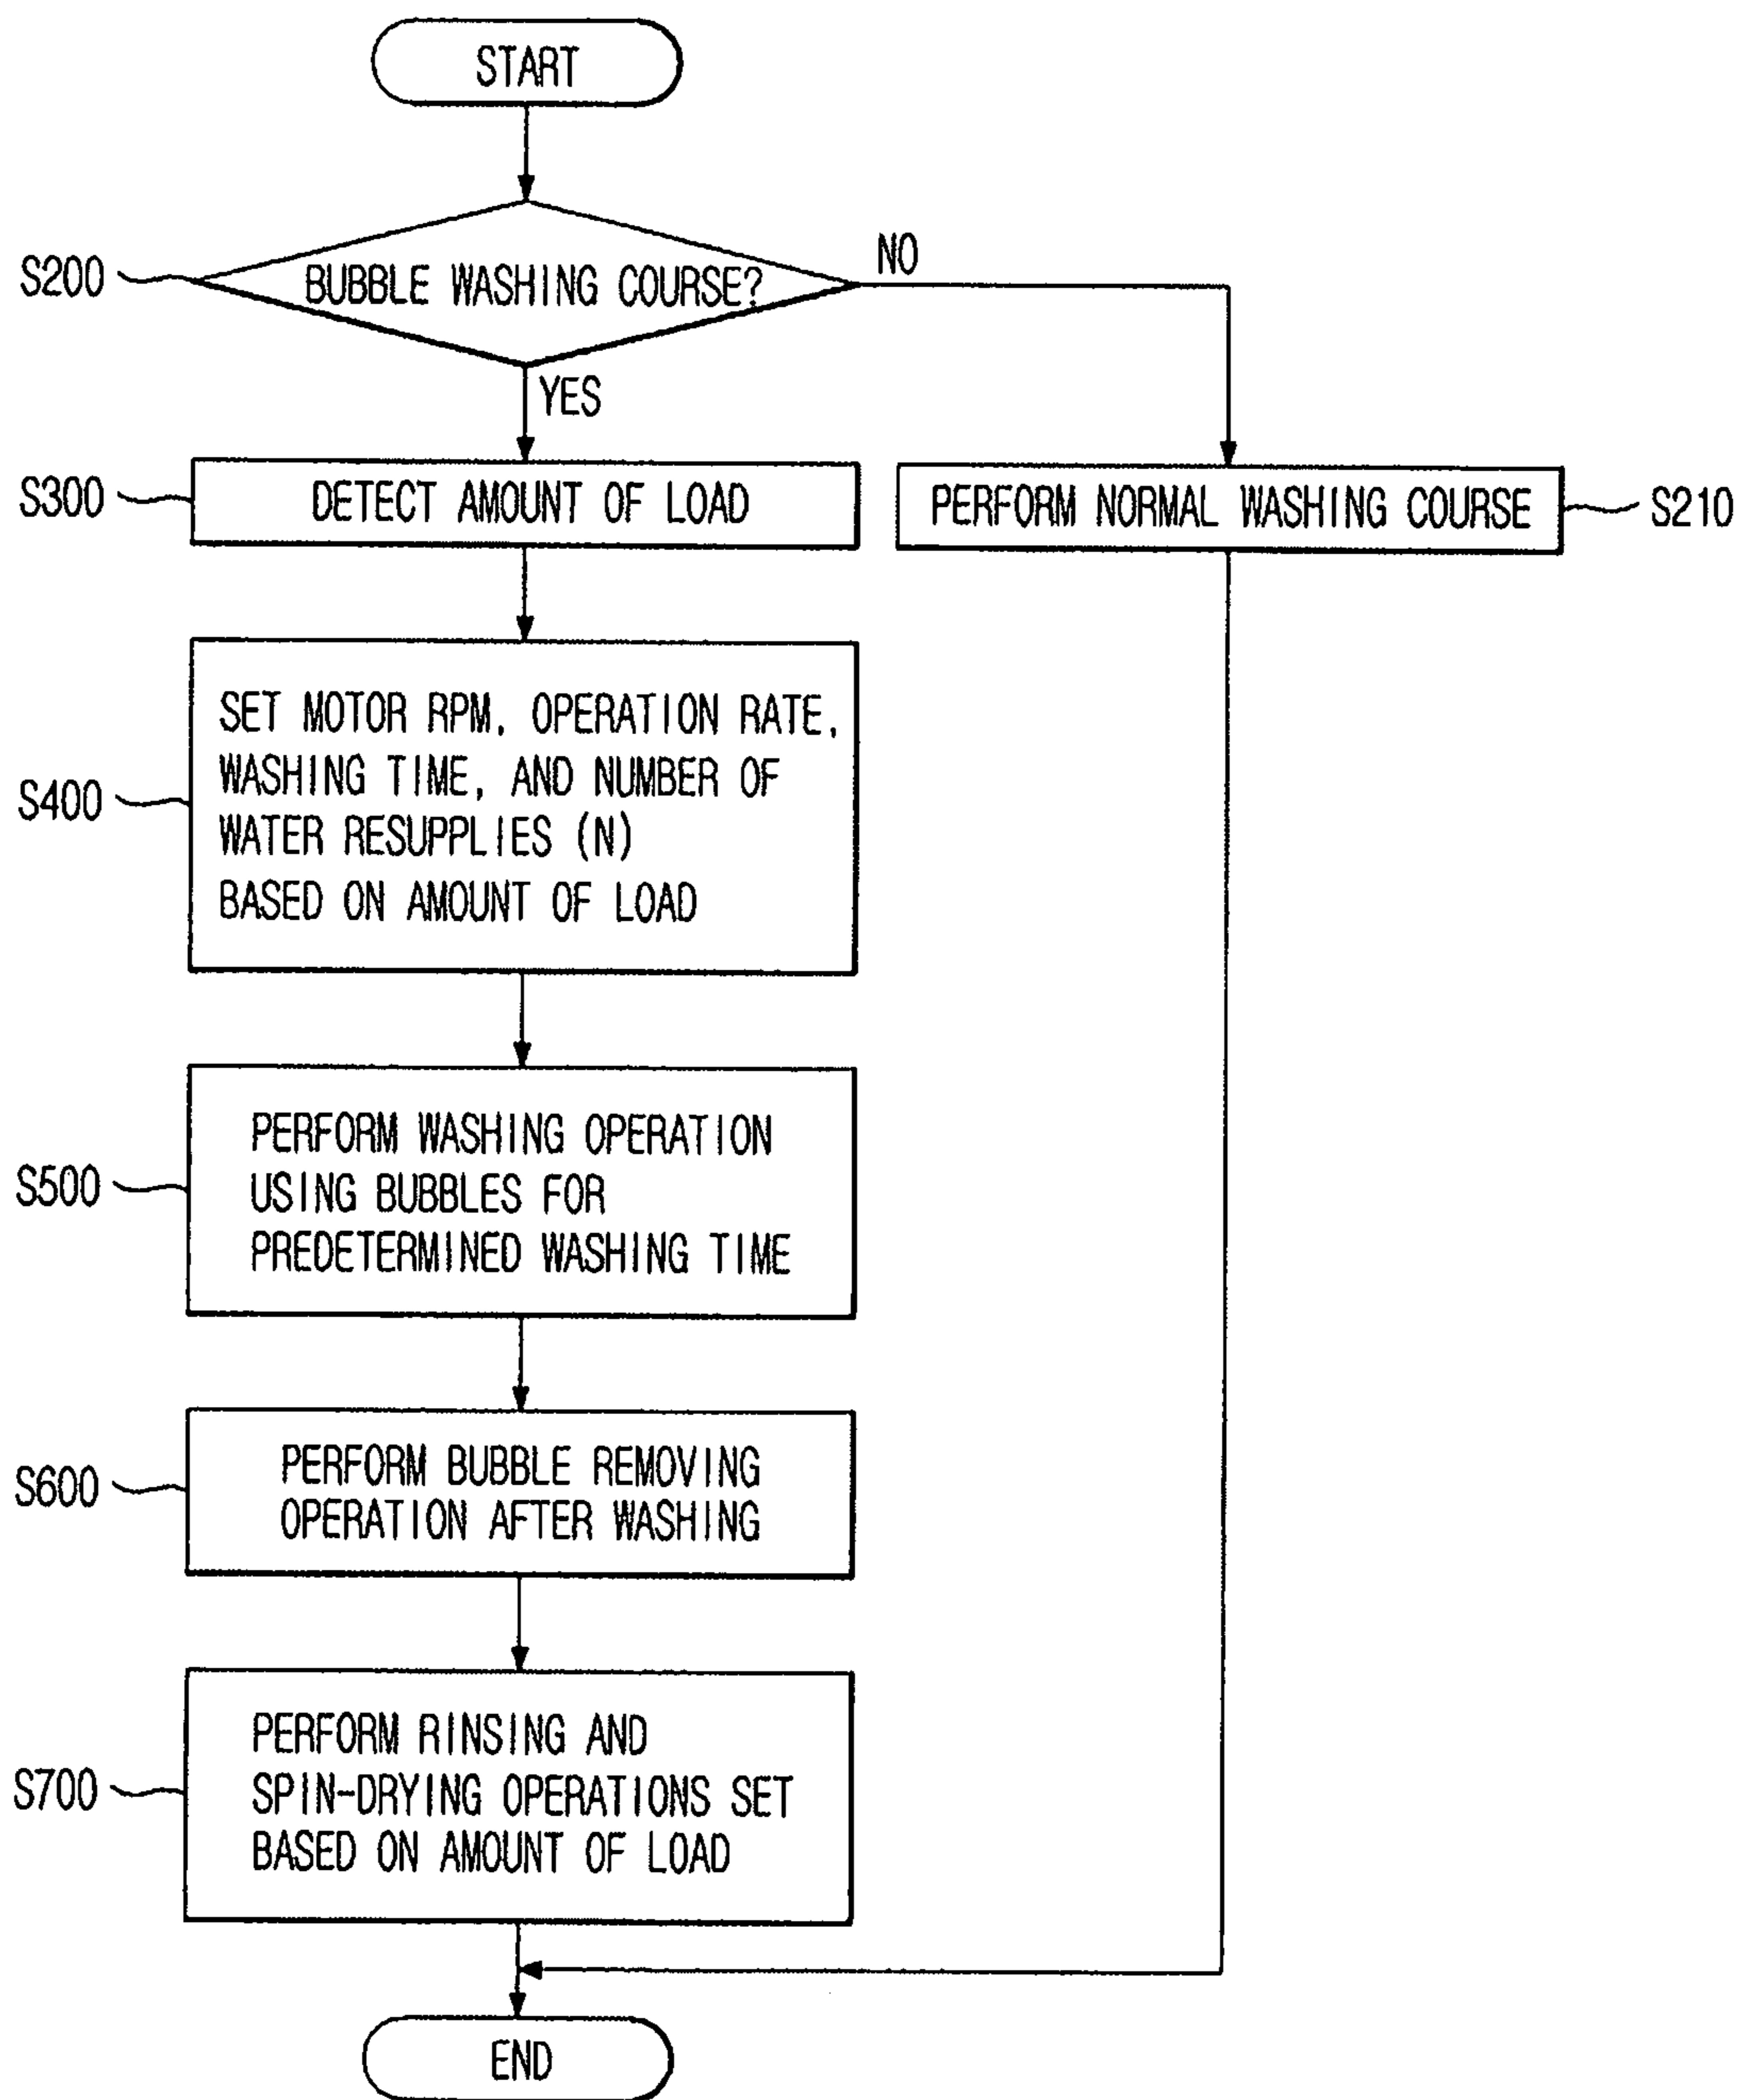 START
S200
BUBBLE WASHING COURSE?
NO
YES
S300
DETECT AMOUNT OF LOAD
PERFORM NORMAL WASHING COURSE
S210
S400
SET MOTOR RPM, OPERATION RATE,
WASHING TIME, AND NUMBER OF
WATER RESUPPLIES (N)
BASED ON AMOUNT OF LOAD
S500
PERFORM WASHING OPERATION
USING BUBBLES FOR
PREDETERMINED WASHING TIME
S600
PERFORM BUBBLE REMOVING
OPERATION AFTER WASHING
S700
PERFORM RINSING AND
SPIN-DRYING OPERATIONS SET
BASED ON AMOUNT OF LOAD
END